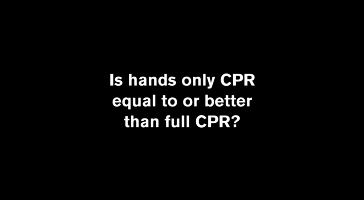 Is hands only CPR
equal to or better
than full CPR?